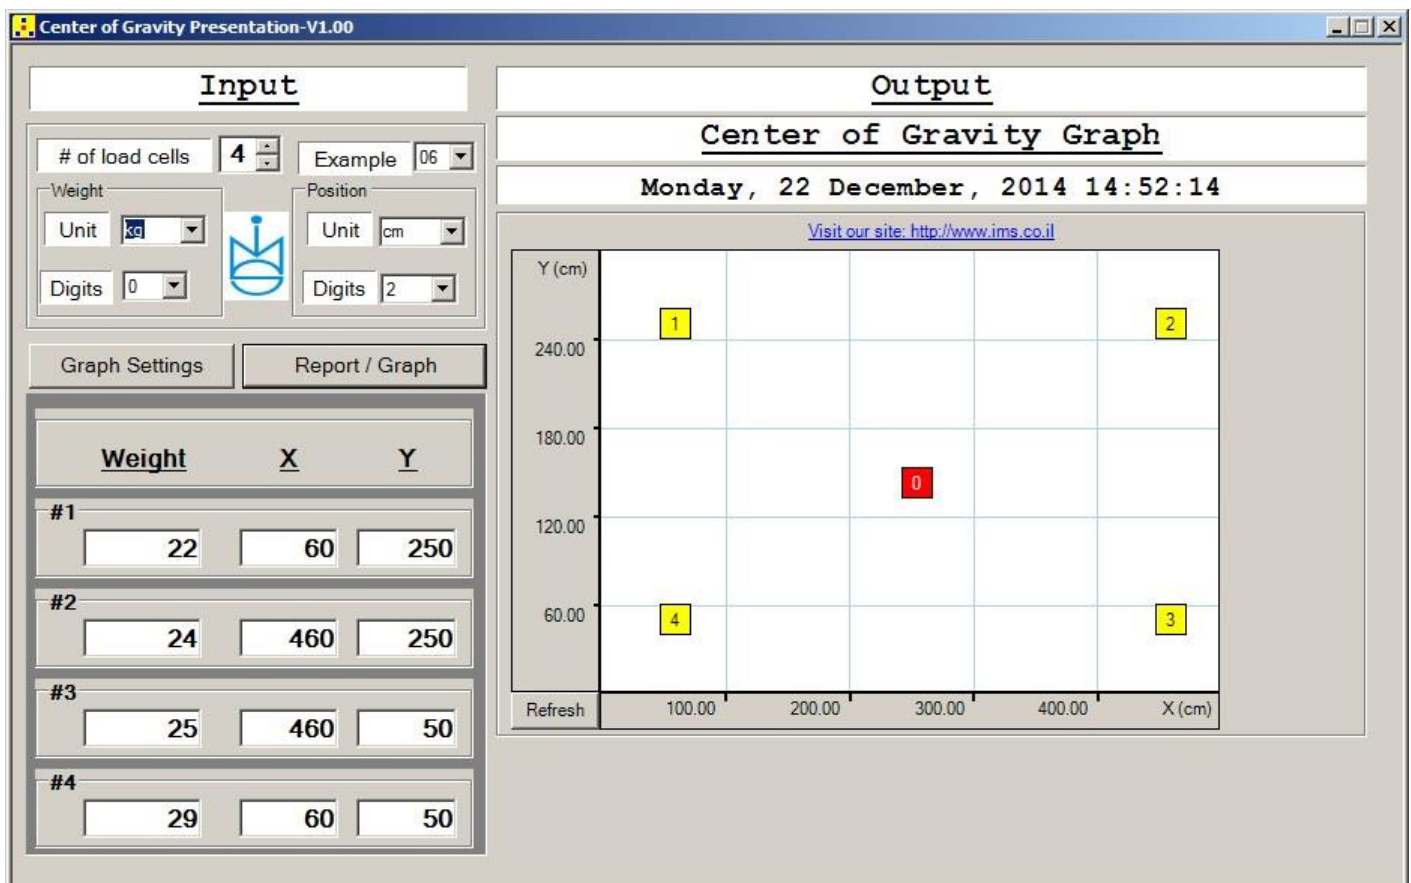 Center of Gravity Presentation-V1.00
Input
# of load cells 4 Example 06
Weight Position
Unit kg Unit cm
Digits 0 Digits 2
Graph Settings Report / Graph
Weight X Y
#1
22 60 250
#2
24 460 250
#3
25 460 50
#4
29 60 50
Output
Center of Gravity Graph
Monday, 22 December, 2014 14:52:14
Visit our site: http://www.ims.co.il
Y (cm)
1 2
240.00
180.00
0
120.00
60.00
4 3
Refresh 100.00 200.00 300.00 400.00 X (cm)